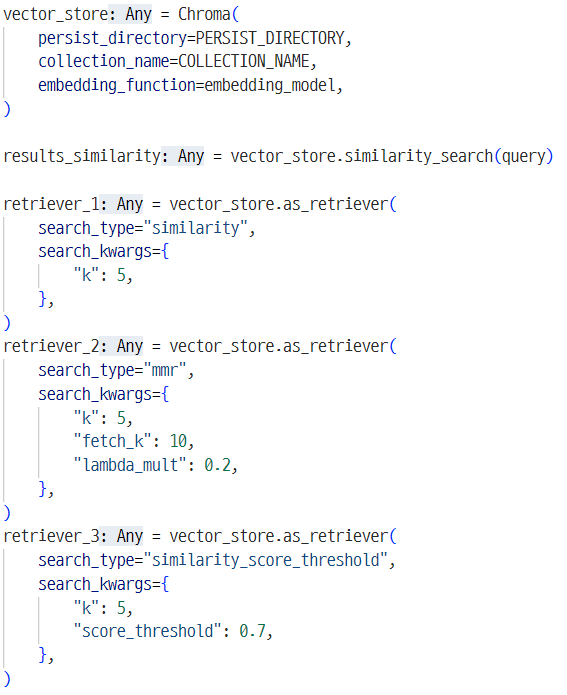 vector_store: Any = Chroma(
    persist_directory=PERSIST_DIRECTORY,
    collection_name=COLLECTION_NAME,
    embedding_function=embedding_model,
)

results_similarity: Any = vector_store.similarity_search(query)

retriever_1: Any = vector_store.as_retriever(
    search_type="similarity",
    search_kwargs={
        "k": 5,
    },
)
retriever_2: Any = vector_store.as_retriever(
    search_type="mmr",
    search_kwargs={
        "k": 5,
        "fetch_k": 10,
        "lambda_mult": 0.2,
    },
)
retriever_3: Any = vector_store.as_retriever(
    search_type="similarity_score_threshold",
    search_kwargs={
        "k": 5,
        "score_threshold": 0.7,
    },
)